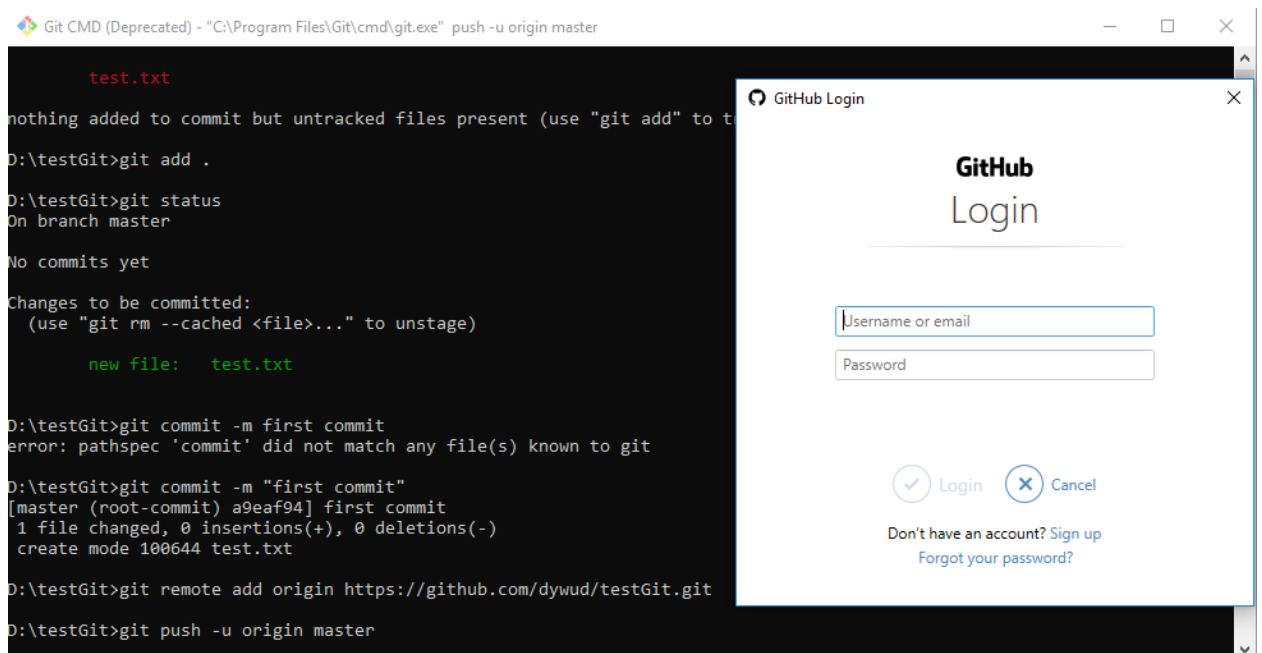 Git CMD (Deprecated) - "C:\Program Files\Git\cmd\git.exe" push -u origin master
test.txt
nothing added to commit but untracked files present (use "git add" to
D:\testGit>git add .
D:\testGit>git status
On branch master
No commits yet
Changes to be committed:
(use "git rm --cached <file>..." to unstage)
new file: test.txt
D:\testGit>git commit -m first commit
error: pathspec 'commit' did not match any file(s) known to git
D:\testGit>git commit -m "first commit"
[master (root-commit) a9eaf94] first commit
1 file changed, 0 insertions(+), 0 deletions(-)
create mode 100644 test.txt
D:\testGit>git remote add origin https://github.com/dywud/testGit.git
D:\testGit>git push -u origin master
GitHub Login
GitHub
Login
Username or email
Password
Login
Cancel
Don't have an account? Sign up
Forgot your password?